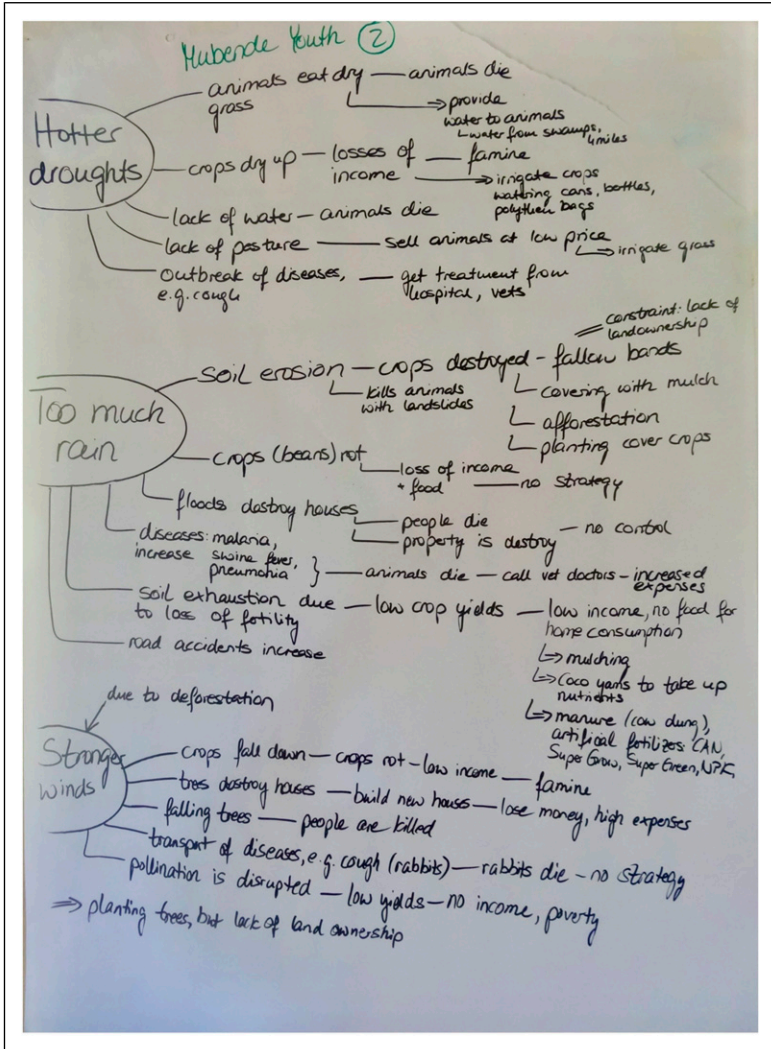 Mubende Youth ②
Hotter
droughts
animals eat dry — animals die
grass
⇒ provide
water to animals
water from swamps,
4miles
crops dry up — losses of — famine
income ⇒ irrigate crops
watering cans, bottles,
polythen bags
lack of water — animals die
lack of pasture — sell animals at low price
⇒ irrigate grass
outbreak of diseases, — get treatment from
e.g. cough
hospital, vets
Too much
rain
constraint: lack of
landownership
soil erosion — crops destroyed — fallow bands
kills animals
with landslides
covering with mulch
afforestation
planting cover crops
crops (beans) rot
loss of income
+ food — no strategy
floods destroy houses
people die
property is destroy — no control
diseases: malaria,
increase swine fever,
pneumonia } — animals die — call vet doctors — increased
expenses
soil exhaustion due — low crop yields — low income, no food for
to loss of fertility
home consumption
road accidents increase
⇒ mulching
⇒ Coco yams to take up
nutrients
⇒ manure (cow dung),
artificial fertilizes: CAN,
Super Grow, Super Green, NPK,
due to deforestation
Stronger
winds
crops fall down — crops rot — low income — famine
trees destroy houses — build new houses — lose money, high expenses
falling trees — people are killed
transport of diseases, e.g. cough (rabbits) — rabbits die — no strategy
pollination is disrupted — low yields — no income, poverty
⇒ planting trees, but lack of land ownership